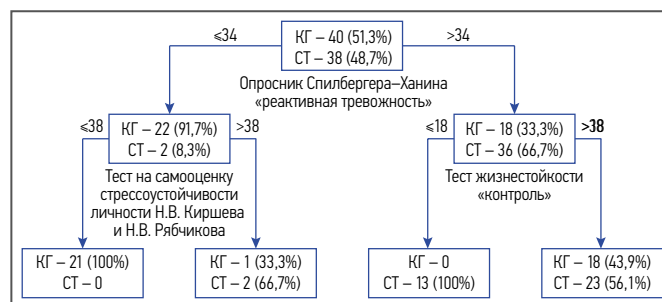 ≤34
КГ – 40 (51,3%)
СТ – 38 (48,7%)
>34
Опросник Спилбергера–Ханина
«реактивная тревожность»
≤38
КГ – 22 (91,7%)
СТ – 2 (8,3%)
>38
≤18
КГ – 18 (33,3%)
СТ – 36 (66,7%)
>38
Тест на самооценку
стрессоустойчивости
личности Н.В. Киршева
и Н.В. Рябчикова
Тест жизнестойкости
«контроль»
КГ – 21 (100%)
СТ – 0
КГ – 1 (33,3%)
СТ – 2 (66,7%)
КГ – 0
СТ – 13 (100%)
КГ – 18 (43,9%)
СТ – 23 (56,1%)